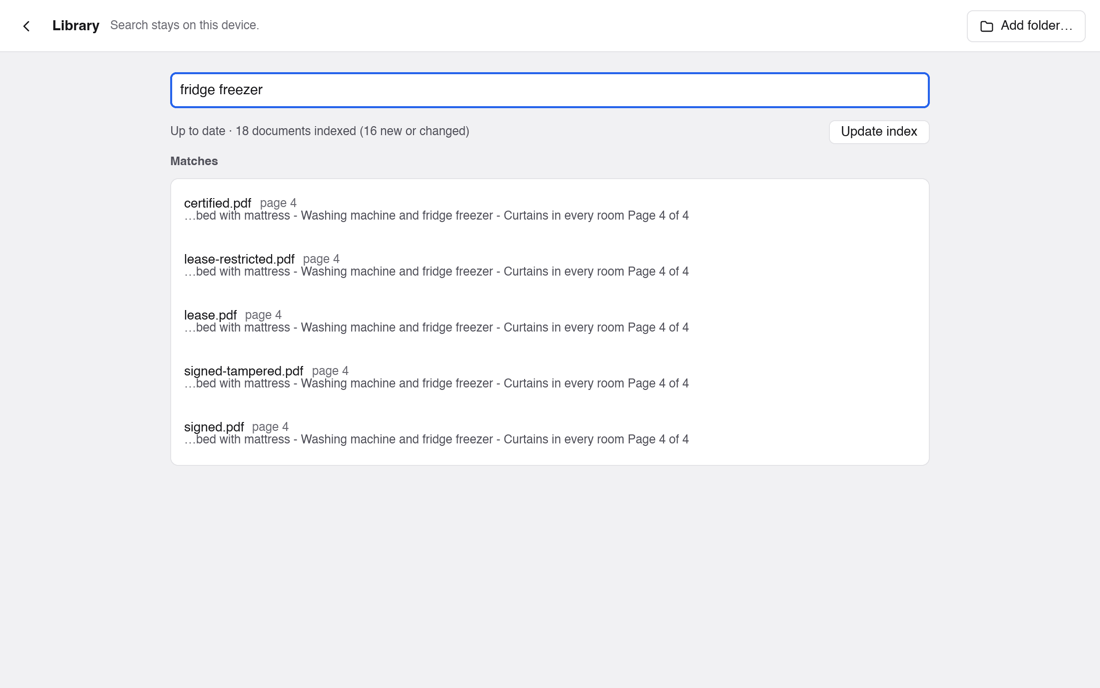 Library Search stays on this device. Add folder…
fridge freezer
Up to date · 18 documents indexed (16 new or changed) Update index
Matches
certified.pdf page 4
…bed with mattress - Washing machine and fridge freezer - Curtains in every room Page 4 of 4
lease-restricted.pdf page 4
…bed with mattress - Washing machine and fridge freezer - Curtains in every room Page 4 of 4
lease.pdf page 4
…bed with mattress - Washing machine and fridge freezer - Curtains in every room Page 4 of 4
signed-tampered.pdf page 4
…bed with mattress - Washing machine and fridge freezer - Curtains in every room Page 4 of 4
signed.pdf page 4
…bed with mattress - Washing machine and fridge freezer - Curtains in every room Page 4 of 4